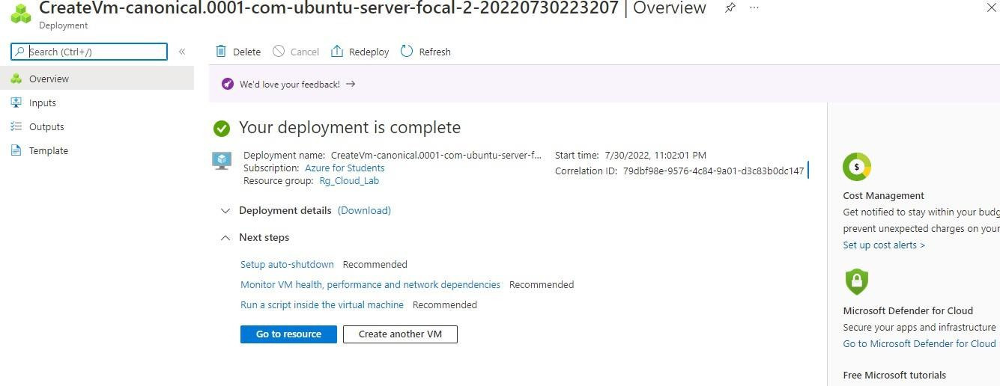 CreateVm-canonical.0001-com-ubuntu-server-focal-2-20220730223207 | Overview
Deployment
Search (Ctrl+/)
Delete
Cancel
Redeploy
Refresh
Overview
Inputs
Outputs
Template
We'd love your feedback!
Your deployment is complete
Deployment name: CreateVm-canonical.0001-com-ubuntu-server-f...
Subscription: Azure for Students
Resource group: Rg_Cloud_Lab
Start time: 7/30/2022, 11:02:01 PM
Correlation ID: 79dbf98e-9576-4c84-9a01-d3c83b0dc147
Deployment details (Download)
Next steps
Setup auto-shutdown Recommended
Monitor VM health, performance and network dependencies Recommended
Run a script inside the virtual machine Recommended
Go to resource
Create another VM
Cost Management
Get notified to stay within your budg
prevent unexpected charges on your
Set up cost alerts >
Microsoft Defender for Cloud
Secure your apps and infrastructure
Go to Microsoft Defender for Cloud
Free Microsoft tutorials